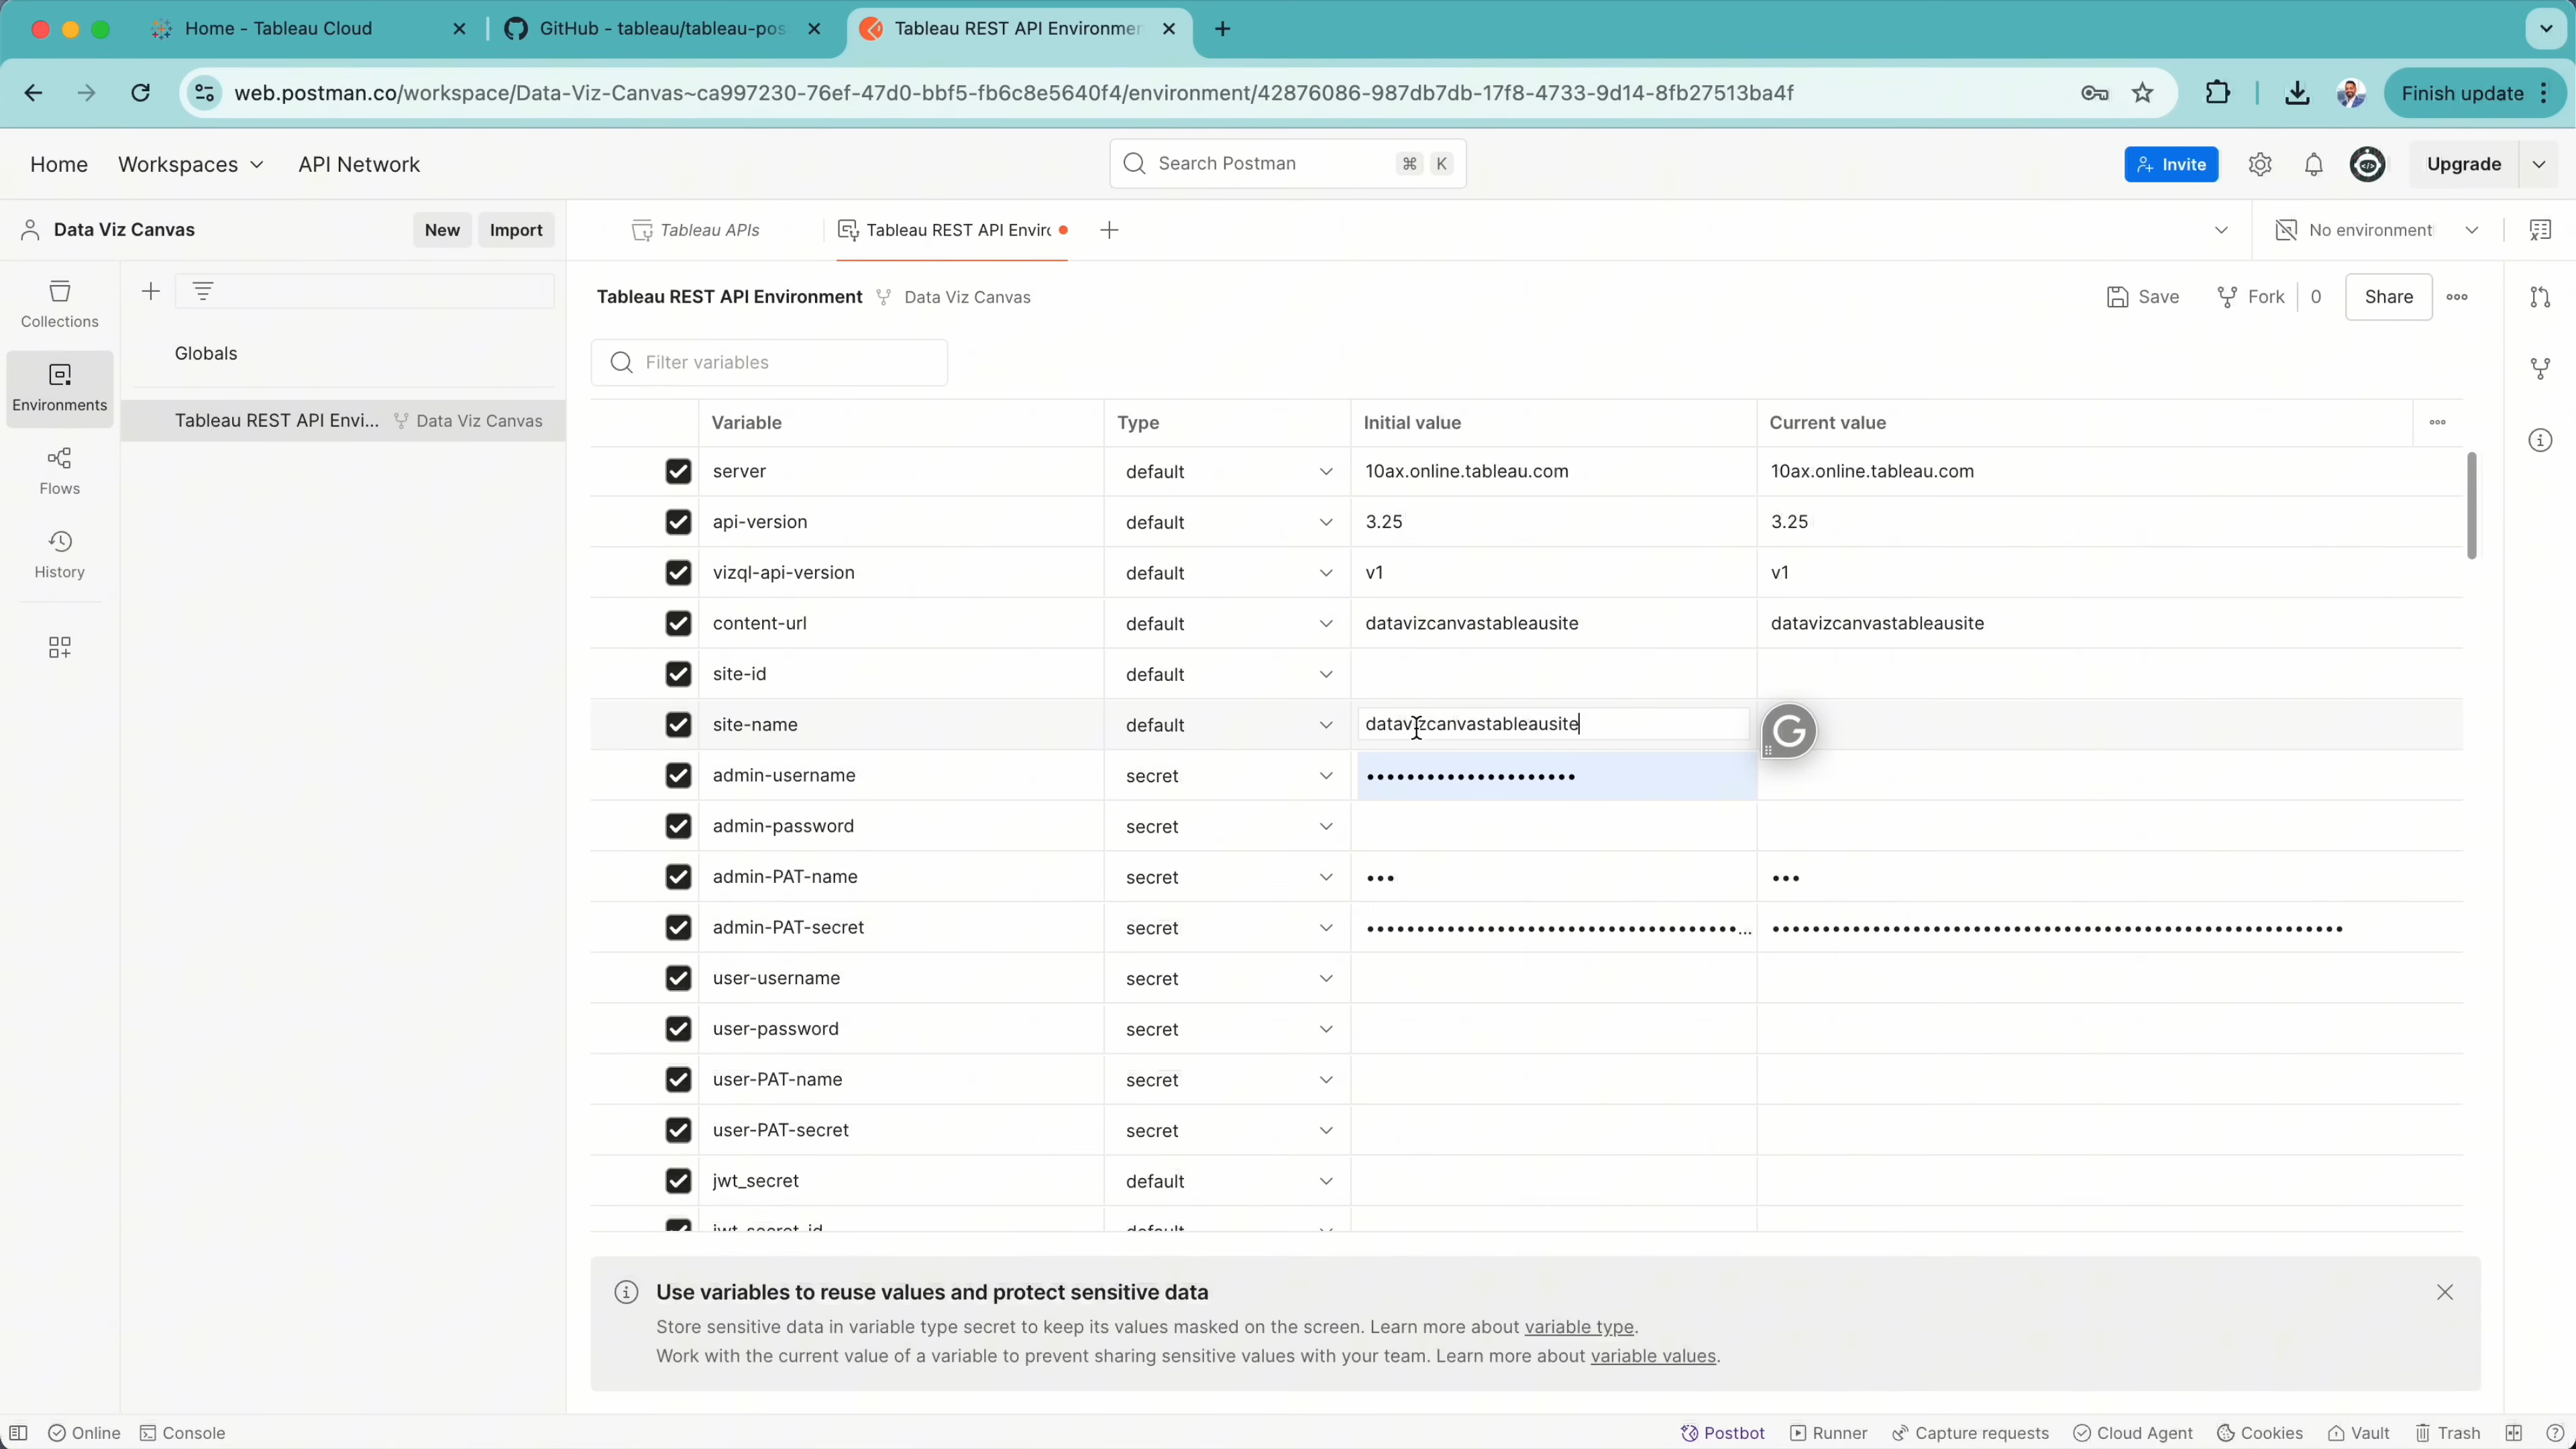 Home - Tableau Cloud
GitHub - tableau/tableau-pos
Tableau REST API Environmen
web.postman.co/workspace/Data-Viz-Canvas~ca997230-76ef-47d0-bbf5-fb6c8e5640f4/environment/42876086-987db7db-17f8-4733-9d14-8fb27513ba4f
Finish update
Home Workspaces API Network
Search Postman ⌘ K
Invite
Upgrade
Data Viz Canvas New Import
Tableau APIs
Tableau REST API Enviro
No environment
Collections
Environments
Flows
History
Globals
Tableau REST API Envi... Data Viz Canvas
Tableau REST API Environment Data Viz Canvas
Save Fork 0 Share
Filter variables
Variable Type Initial value Current value
server default 10ax.online.tableau.com 10ax.online.tableau.com
api-version default 3.25 3.25
vizql-api-version default v1 v1
content-url default datavizcanvastableausite datavizcanvastableausite
site-id default
site-name default datavizcanvastableausite
admin-username secret
admin-password secret
admin-PAT-name secret
admin-PAT-secret secret
user-username secret
user-password secret
user-PAT-name secret
user-PAT-secret secret
jwt_secret default
jwt_secret_id default
Use variables to reuse values and protect sensitive data
Store sensitive data in variable type secret to keep its values masked on the screen. Learn more about variable type.
Work with the current value of a variable to prevent sharing sensitive values with your team. Learn more about variable values.
Online Console Postbot Runner Capture requests Cloud Agent Cookies Vault Trash